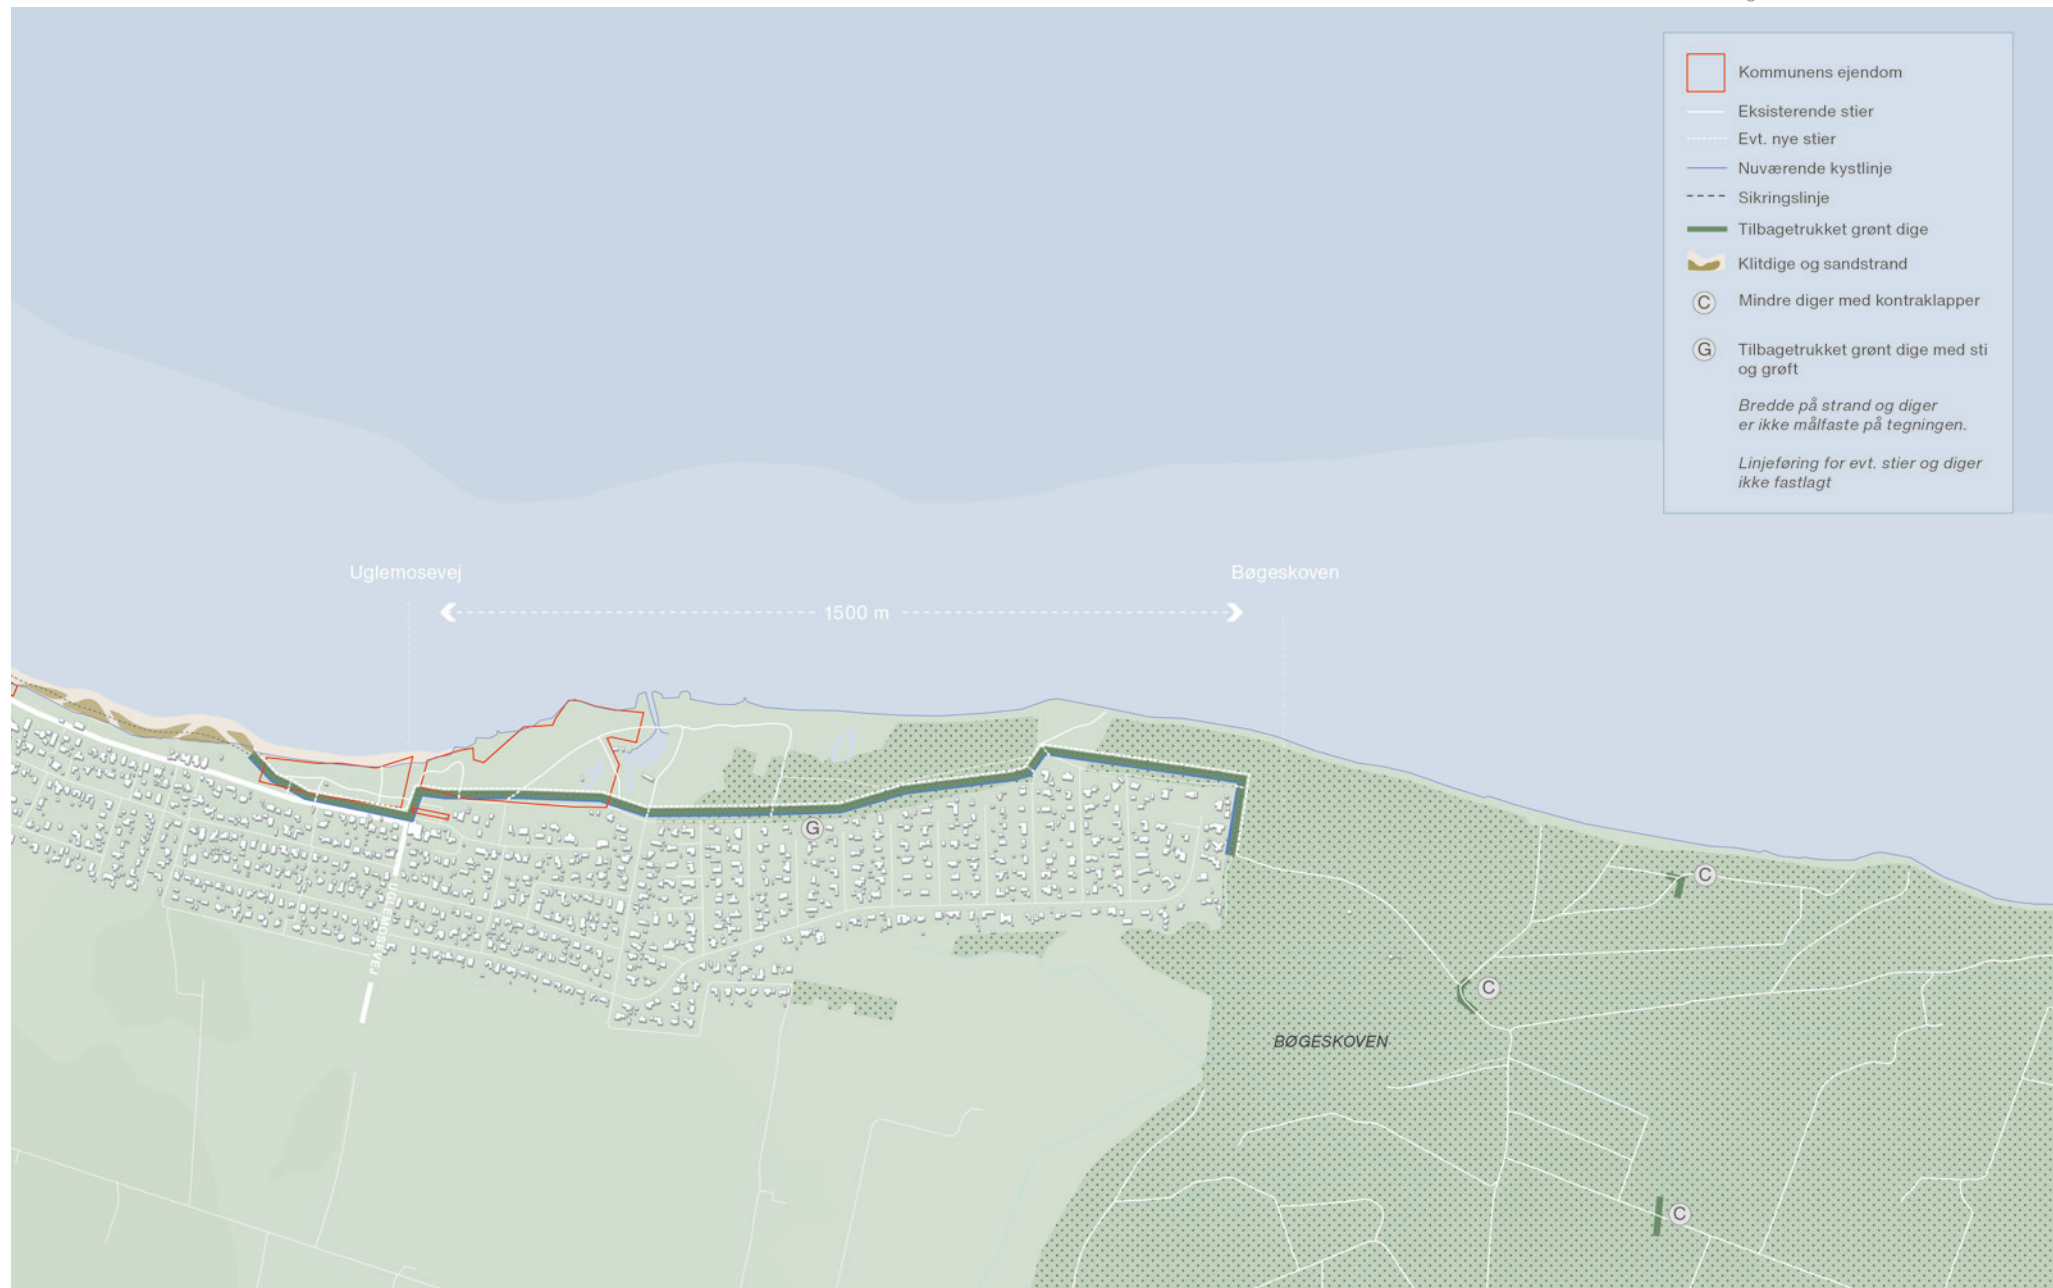 Kommunens ejendom
Eksisterende stier
Evt. nye stier
Nuværende kystlinje
Sikringslinje
Tilbagetrukket grønt dige
Klitdige og sandstrand
C Mindre diger med kontraklapper
G Tilbagetrukket grønt dige med sti
og grøft
Bredde på strand og diger
er ikke målfaste på tegningen.
Linjeføring for evt. stier og diger
ikke fastlagt
Uglemosevej
Bøgeskoven
1500 m
G
C
UGLEMOSEVEJ
C
BØGESKOVEN
C